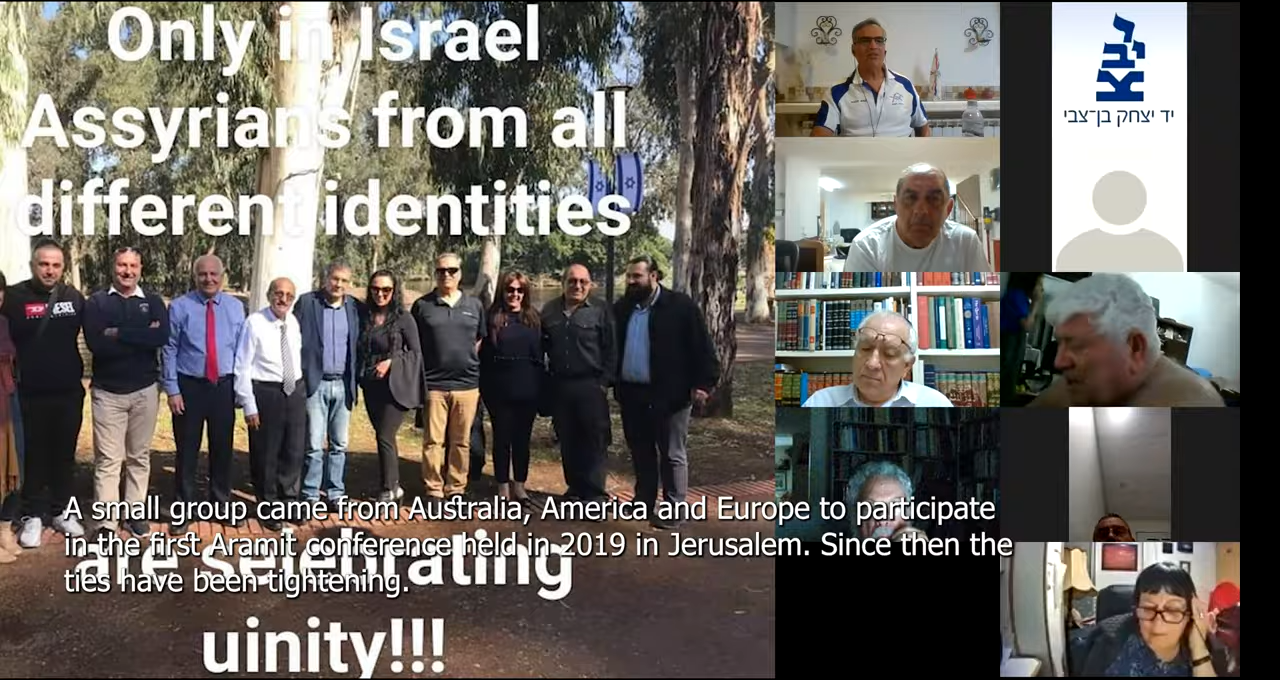 Only in Israel
Assyrians from all
different identities
are selebrating
uinity!!!
A small group came from Australia, America and Europe to participate
in the first Aramit conference held in 2019 in Jerusalem. Since then the
ties have been tightening.
יד יצחק בן־צבי